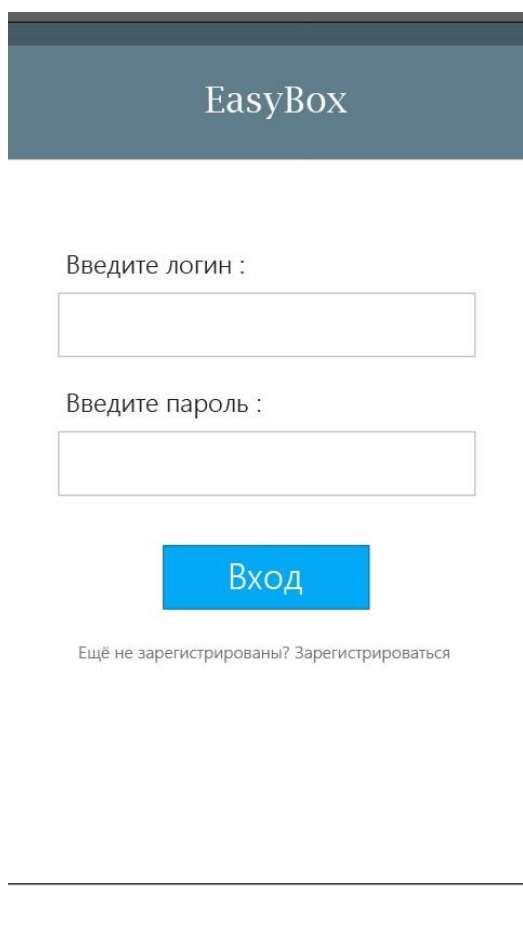 EasyBox
Введите логин :
Введите пароль :
Вход
Ещё не зарегистрированы? Зарегистрироваться